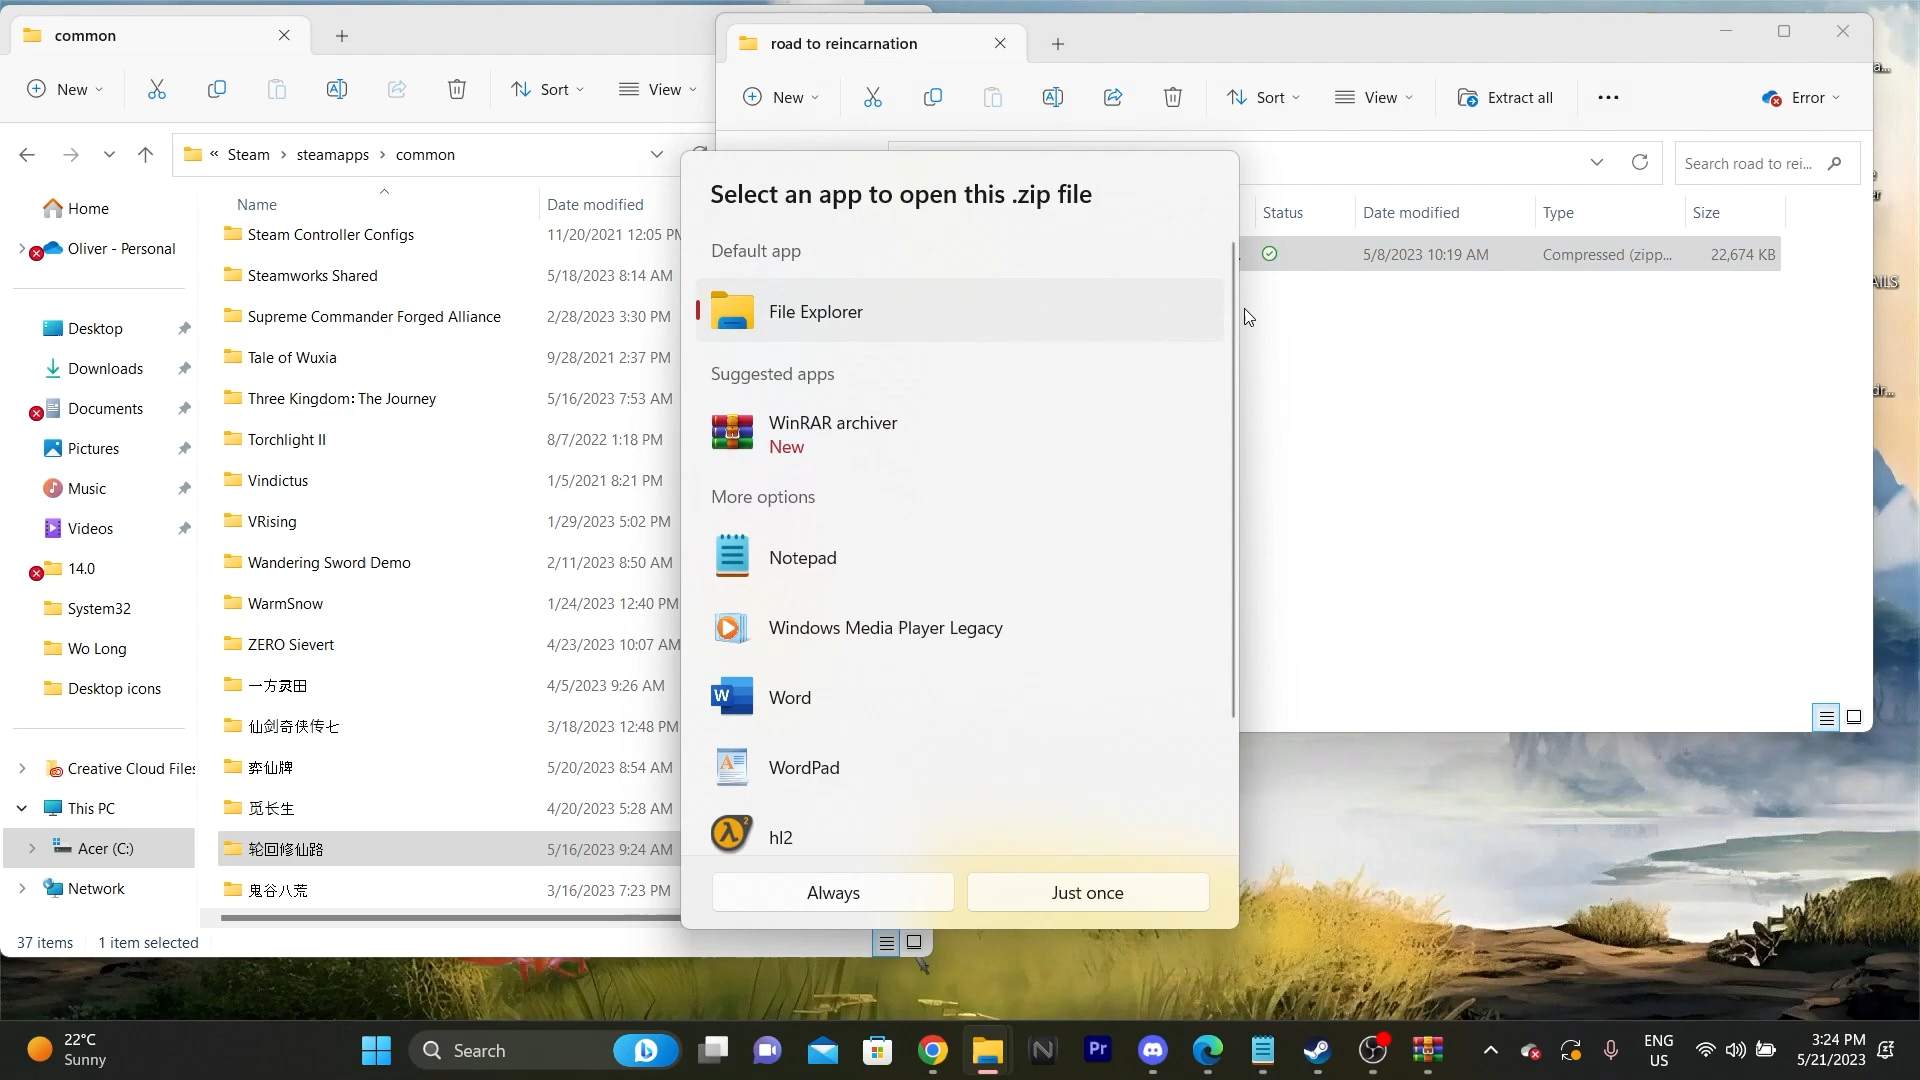 common
New
Sort
View
Steam
steamapps
common
Home
Oliver - Personal
Desktop
Downloads
Documents
Pictures
Music
Videos
14.0
System32
Wo Long
Desktop icons
Creative Cloud Files
This PC
Acer (C:)
Network
Name
Date modified
Steam Controller Configs
11/20/2021 12:05 PM
Steamworks Shared
5/18/2023 8:14 AM
Supreme Commander Forged Alliance
2/28/2023 3:30 PM
Tale of Wuxia
9/28/2021 2:37 PM
Three Kingdom: The Journey
5/16/2023 7:53 AM
Torchlight II
8/7/2022 1:18 PM
Vindictus
1/5/2021 8:21 PM
VRising
1/29/2023 5:02 PM
Wandering Sword Demo
2/11/2023 8:50 AM
WarmSnow
1/24/2023 12:40 PM
ZERO Sievert
4/23/2023 10:07 AM
一方灵田
4/5/2023 9:26 AM
仙剑奇侠传七
3/18/2023 12:48 PM
弈仙牌
5/20/2023 8:54 AM
觅长生
4/20/2023 5:28 AM
轮回修仙路
5/16/2023 9:24 AM
鬼谷八荒
3/16/2023 7:23 PM
37 items
1 item selected
road to reincarnation
New
Sort
View
Extract all
Error
Search road to rei...
Status
Date modified
Type
Size
5/8/2023 10:19 AM
Compressed (zipp...
22,674 KB
Select an app to open this .zip file
Default app
File Explorer
Suggested apps
WinRAR archiver
New
More options
Notepad
Windows Media Player Legacy
Word
WordPad
hl2
Always
Just once
22°C
Sunny
Search
ENG
US
3:24 PM
5/21/2023